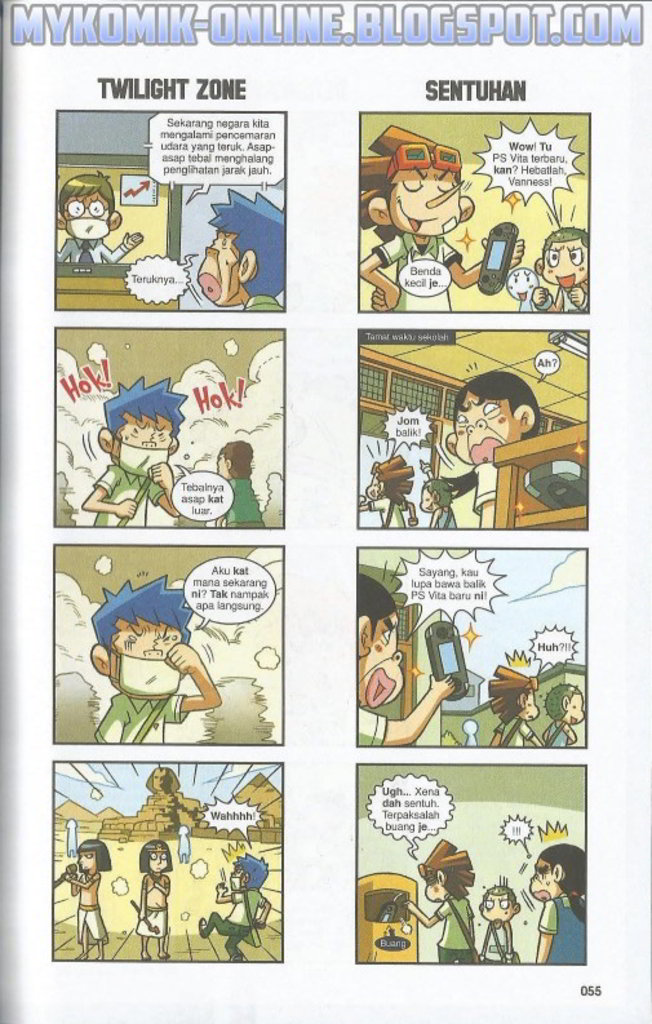 MYKOMIK-ONLINE.BLOGSPOT.COM
TWILIGHT ZONE
Sekarang negara kita
mengalami pencemaran
udara yang teruk. Asap-
asap tebal menghalang
penglihatan jarak jauh.
Teruknya...
Hok!
Hok!
Tebalnya
asap kat
luar.
Aku kat
mana sekarang
ni? Tak nampak
apa langsung.
Wahhhh!
SENTUHAN
Wow! Tu
PS Vita terbaru,
kan? Hebatlah,
Vanness!
Benda
kecil je...
Tamat waktu sekolah
Ah?
Jom
balik!
Sayang, kau
lupa bawa balik
PS Vita baru ni!
Huh?!!
Ugh... Xena
dah sentuh.
Terpaksalah
buang je...
!!!
Buang
055